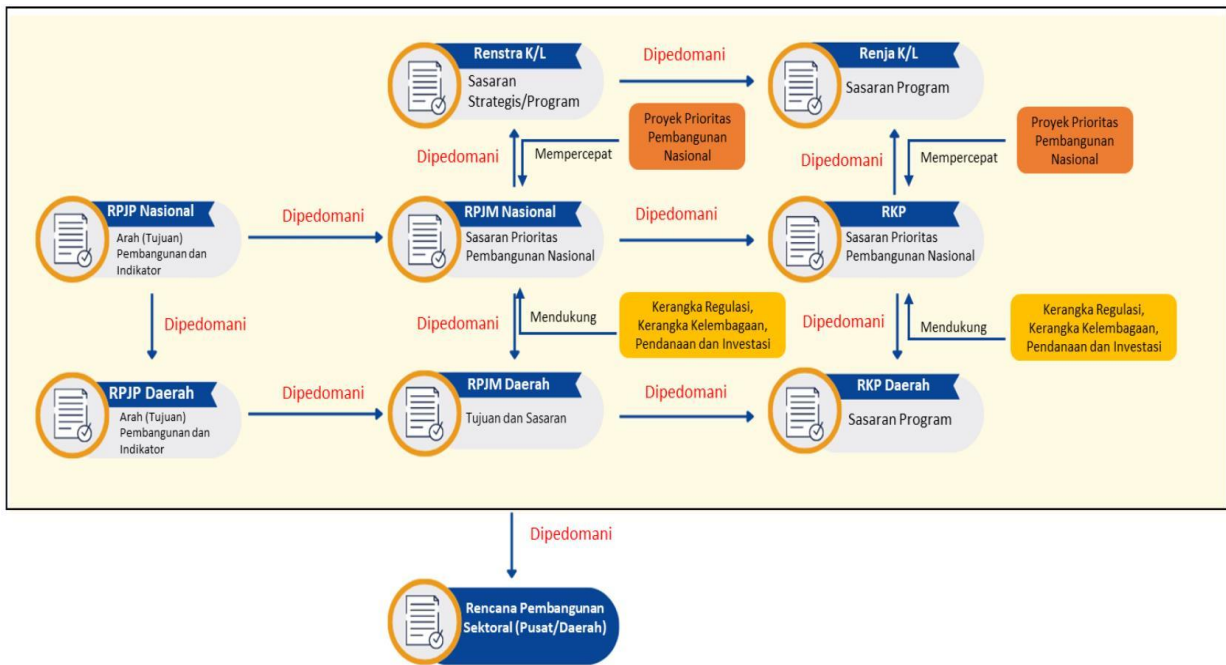 Renstra K/L
Sasaran
Strategis/Program
Dipedomani
Renja K/L
Sasaran Program
Proyek Prioritas
Pembangunan
Nasional
Proyek Prioritas
Pembangunan
Nasional
Dipedomani
Mempercepat
Dipedomani
Mempercepat
RPJP Nasional
Arah (Tujuan)
Pembangunan dan
Indikator
Dipedomani
RPJM Nasional
Sasaran Prioritas
Pembangunan Nasional
Dipedomani
RKP
Sasaran Prioritas
Pembangunan Nasional
Dipedomani
Dipedomani
Mendukung
Kerangka Regulasi,
Kerangka Kelembagaan,
Pendanaan dan Investasi
Dipedomani
Mendukung
Kerangka Regulasi,
Kerangka Kelembagaan,
Pendanaan dan Investasi
RPJP Daerah
Arah (Tujuan)
Pembangunan dan
Indikator
Dipedomani
RPJM Daerah
Tujuan dan Sasaran
Dipedomani
RKP Daerah
Sasaran Program
Dipedomani
Rencana Pembangunan
Sektoral (Pusat/Daerah)